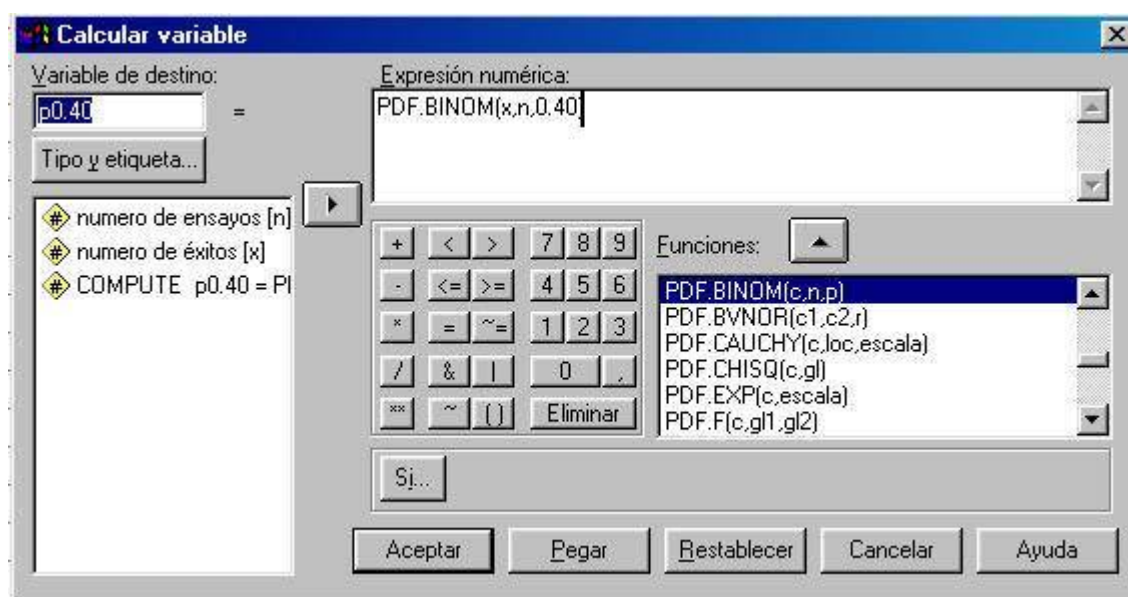 Calcular variable
Variable de destino:
p0.40
=
Tipo y etiqueta...
numero de ensayos [n]
numero de éxitos [x]
COMPUTE p0.40 = PI
Expresión numérica:
PDF.BINOM(x,n,0.40)
+ < > 7 8 9
- <= >= 4 5 6
* = ~= 1 2 3
/ & | 0 ,
** ~ () Eliminar
Funciones:
PDF.BINOM(c,n,p)
PDF.BVNOR(c1,c2,r)
PDF.CAUCHY(c,loc,escala)
PDF.CHISQ(c,gl)
PDF.EXP(c,escala)
PDF.F(c,gl1,gl2)
Si...
Aceptar Pegar Restablecer Cancelar Ayuda